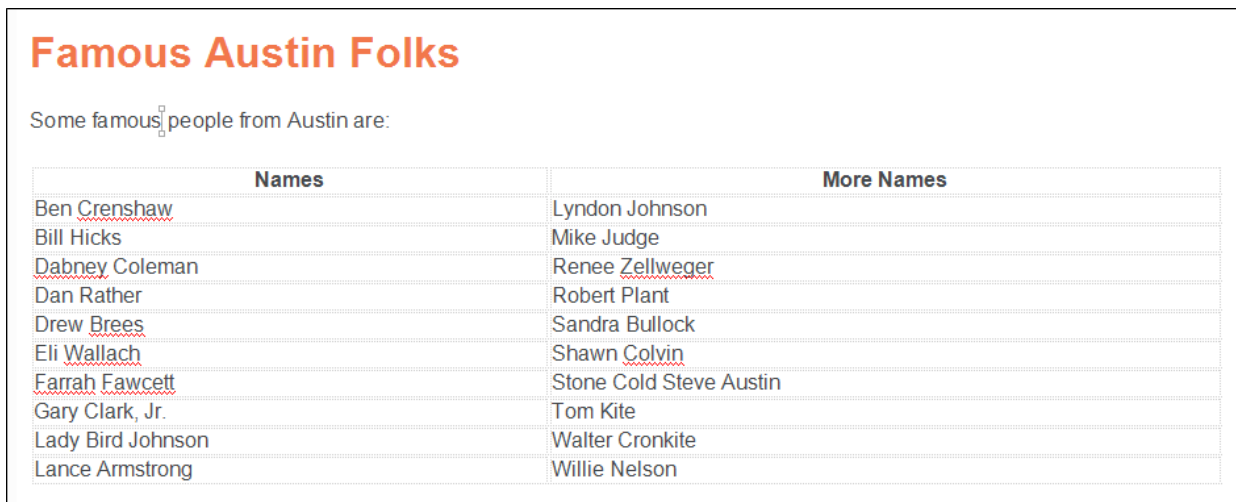 Famous Austin Folks
Some famous people from Austin are:
Names More Names
Ben Crenshaw Lyndon Johnson
Bill Hicks Mike Judge
Dabney Coleman Renee Zellweger
Dan Rather Robert Plant
Drew Brees Sandra Bullock
Eli Wallach Shawn Colvin
Farrah Fawcett Stone Cold Steve Austin
Gary Clark, Jr. Tom Kite
Lady Bird Johnson Walter Cronkite
Lance Armstrong Willie Nelson